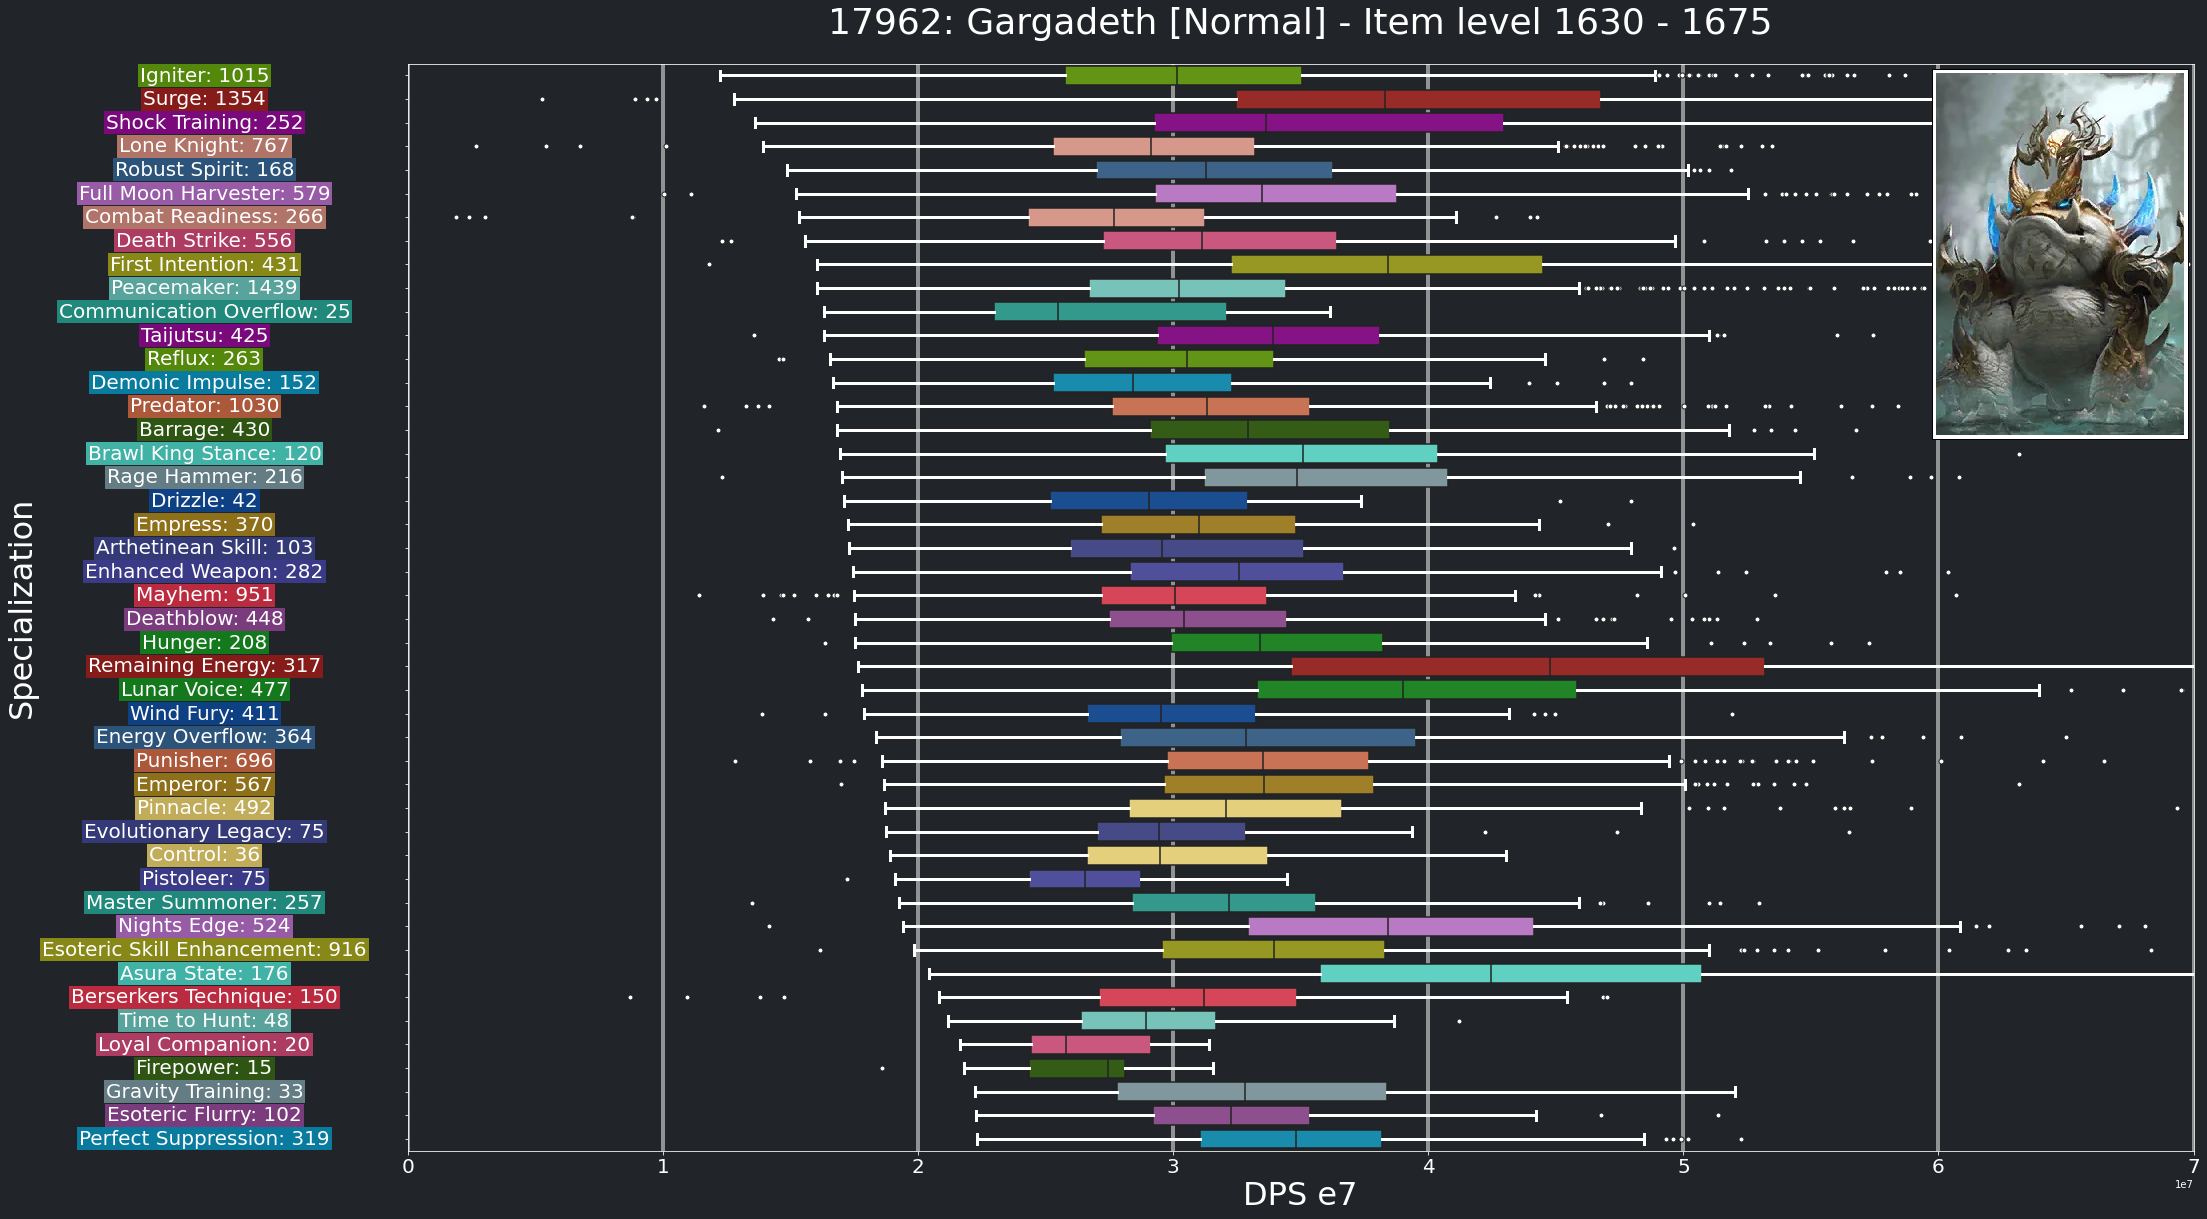 17962: Gargadeth [Normal] - Item level 1630 - 1675
Specialization
Igniter: 1015
Surge: 1354
Shock Training: 252
Lone Knight: 767
Robust Spirit: 168
Full Moon Harvester: 579
Combat Readiness: 266
Death Strike: 556
First Intention: 431
Peacemaker: 1439
Communication Overflow: 25
Taijutsu: 425
Reflux: 263
Demonic Impulse: 152
Predator: 1030
Barrage: 430
Brawl King Stance: 120
Rage Hammer: 216
Drizzle: 42
Empress: 370
Arthetinean Skill: 103
Enhanced Weapon: 282
Mayhem: 951
Deathblow: 448
Hunger: 208
Remaining Energy: 317
Lunar Voice: 477
Wind Fury: 411
Energy Overflow: 364
Punisher: 696
Emperor: 567
Pinnacle: 492
Evolutionary Legacy: 75
Control: 36
Pistoleer: 75
Master Summoner: 257
Nights Edge: 524
Esoteric Skill Enhancement: 916
Asura State: 176
Berserkers Technique: 150
Time to Hunt: 48
Loyal Companion: 20
Firepower: 15
Gravity Training: 33
Esoteric Flurry: 102
Perfect Suppression: 319
0 1 2 3 4 5 6 7
1e7
DPS e7